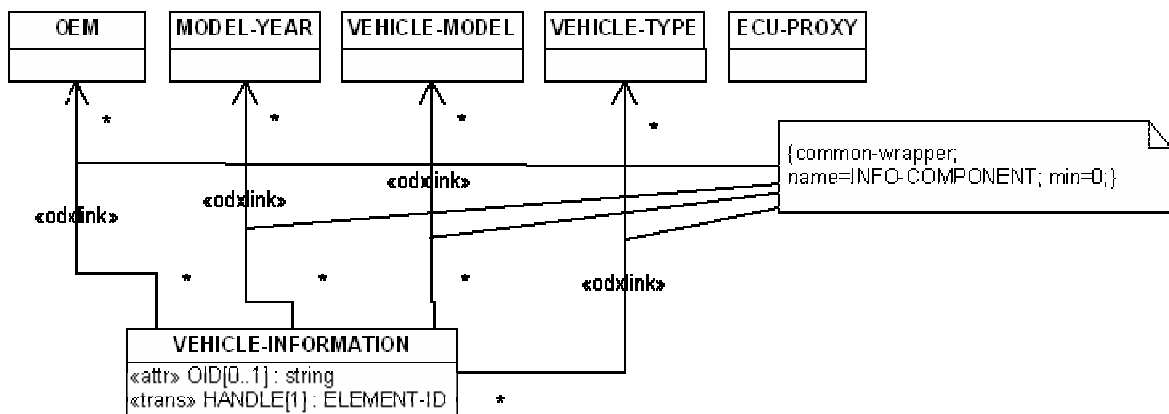 OEM
MODEL-YEAR
VEHICLE-MODEL
VEHICLE-TYPE
ECU-PROXY
*
*
*
*
{common-wrapper;
name=INFO-COMPONENT; min=0;}
«odxlink»
«odxlink»
«odxlink»
«odxlink»
*
*
*
VEHICLE-INFORMATION
«attr» OID[0..1] : string
«trans» HANDLE[1] : ELEMENT-ID
*